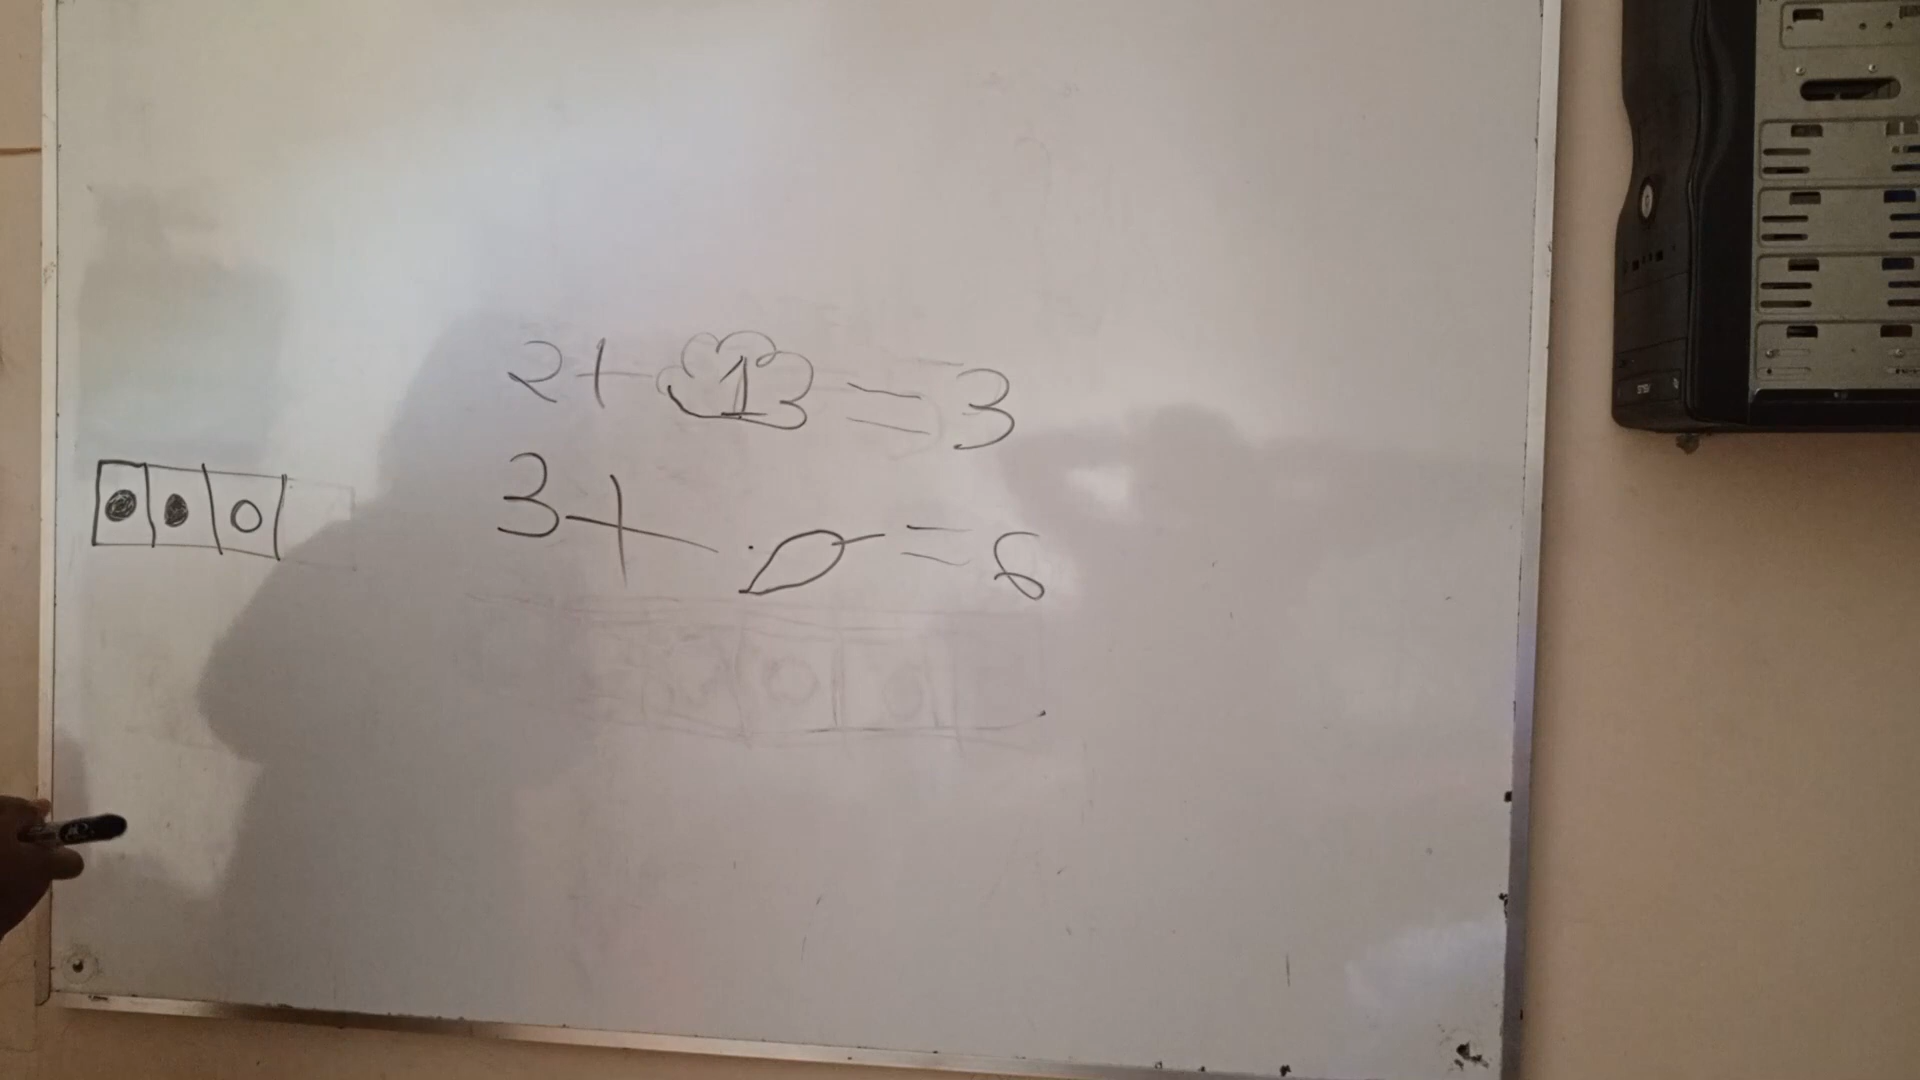 2 + 1 = 3
3 + = 6